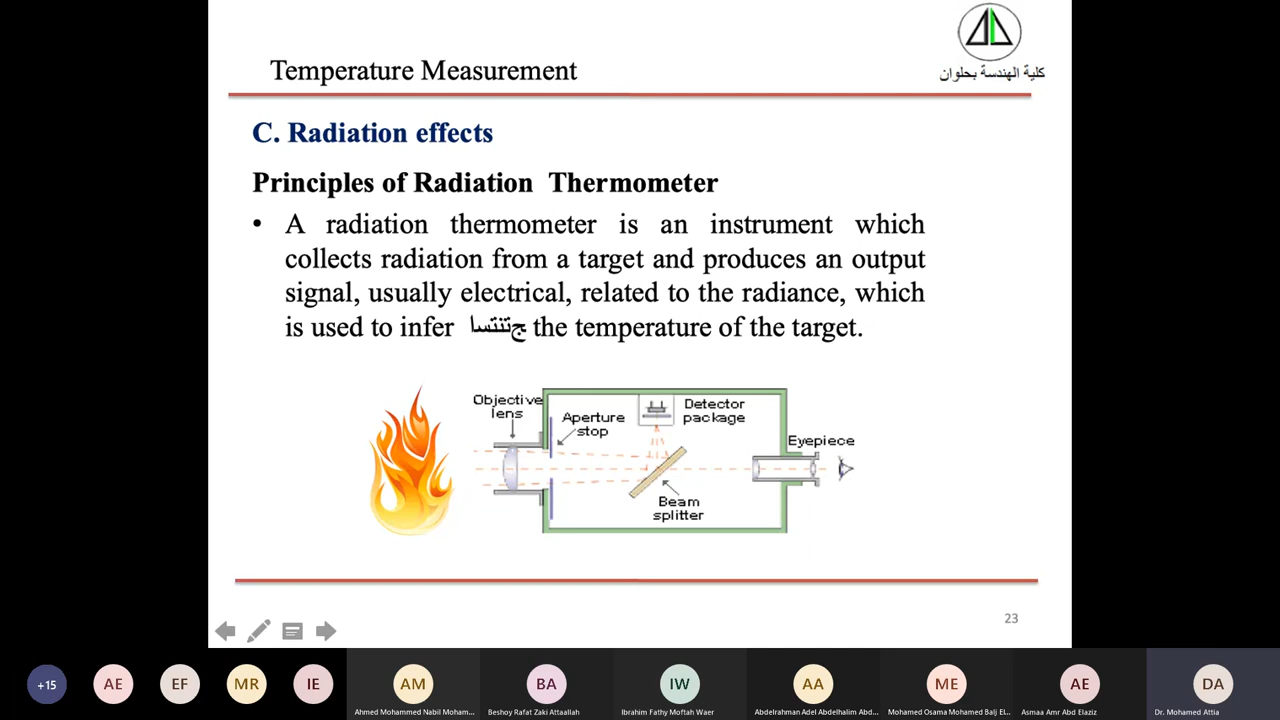 كلية الهندسة بحلوان
Temperature Measurement
C. Radiation effects
Principles of Radiation Thermometer
• A radiation thermometer is an instrument which
collects radiation from a target and produces an output
signal, usually electrical, related to the radiance, which
is used to infer ج‌تنتسا the temperature of the target.
Objective
lens
Aperture
stop
Detector
package
Eyepiece
Beam
splitter
23
+15
AE
EF
MR
IE
AM
BA
IW
AA
ME
AE
DA
Ahmed Mohammed Nabil Moham...
Beshoy Rafat Zaki Attaallah
Ibrahim Fathy Moftah Waer
Abdelrahman Adel Abdelhalim Abd...
Mohamed Osama Mohamed Balj El...
Asmaa Amr Abd Elaziz
Dr. Mohamed Attia